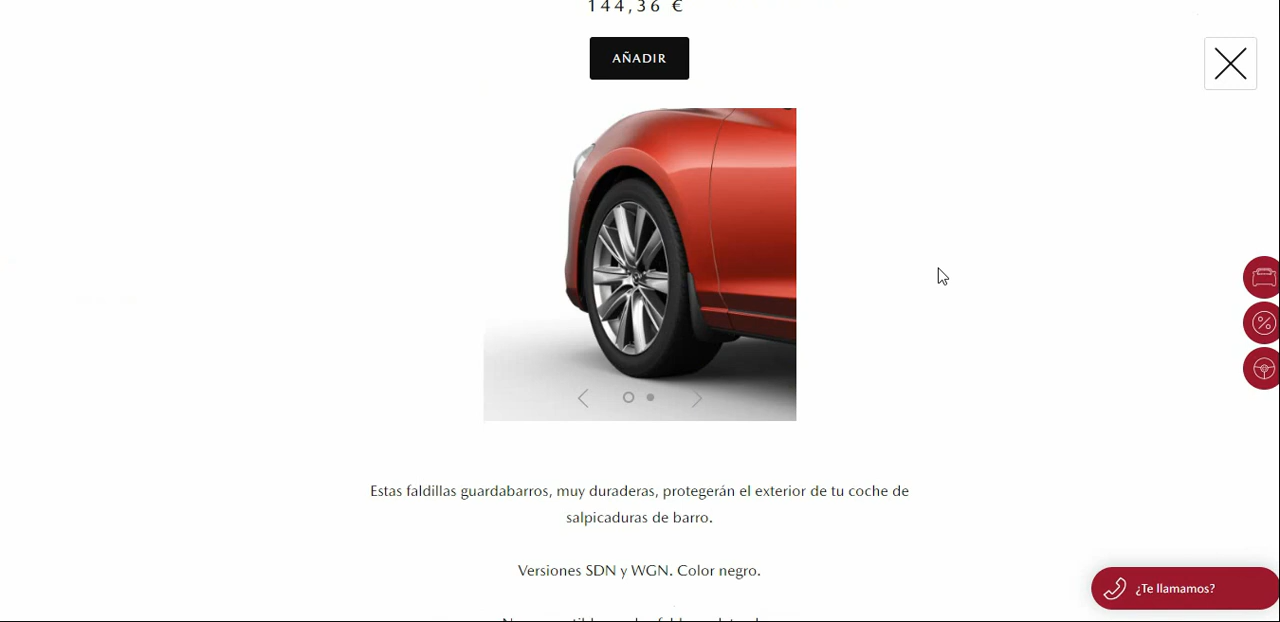 144,36 €
AÑADIR
Estas faldillas guardabarros, muy duraderas, protegerán el exterior de tu coche de
salpicaduras de barro.
Versiones SDN y WGN. Color negro.
¿Te llamamos?